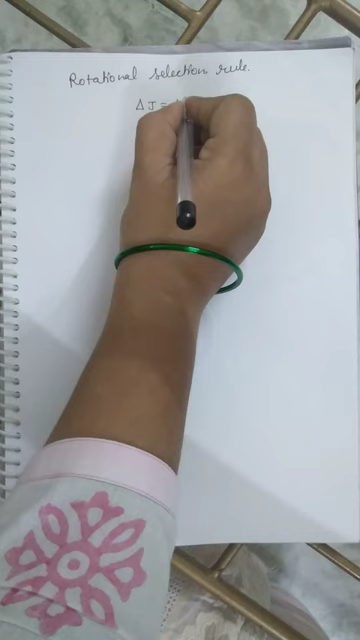 Rotational selection rule.
ΔJ =